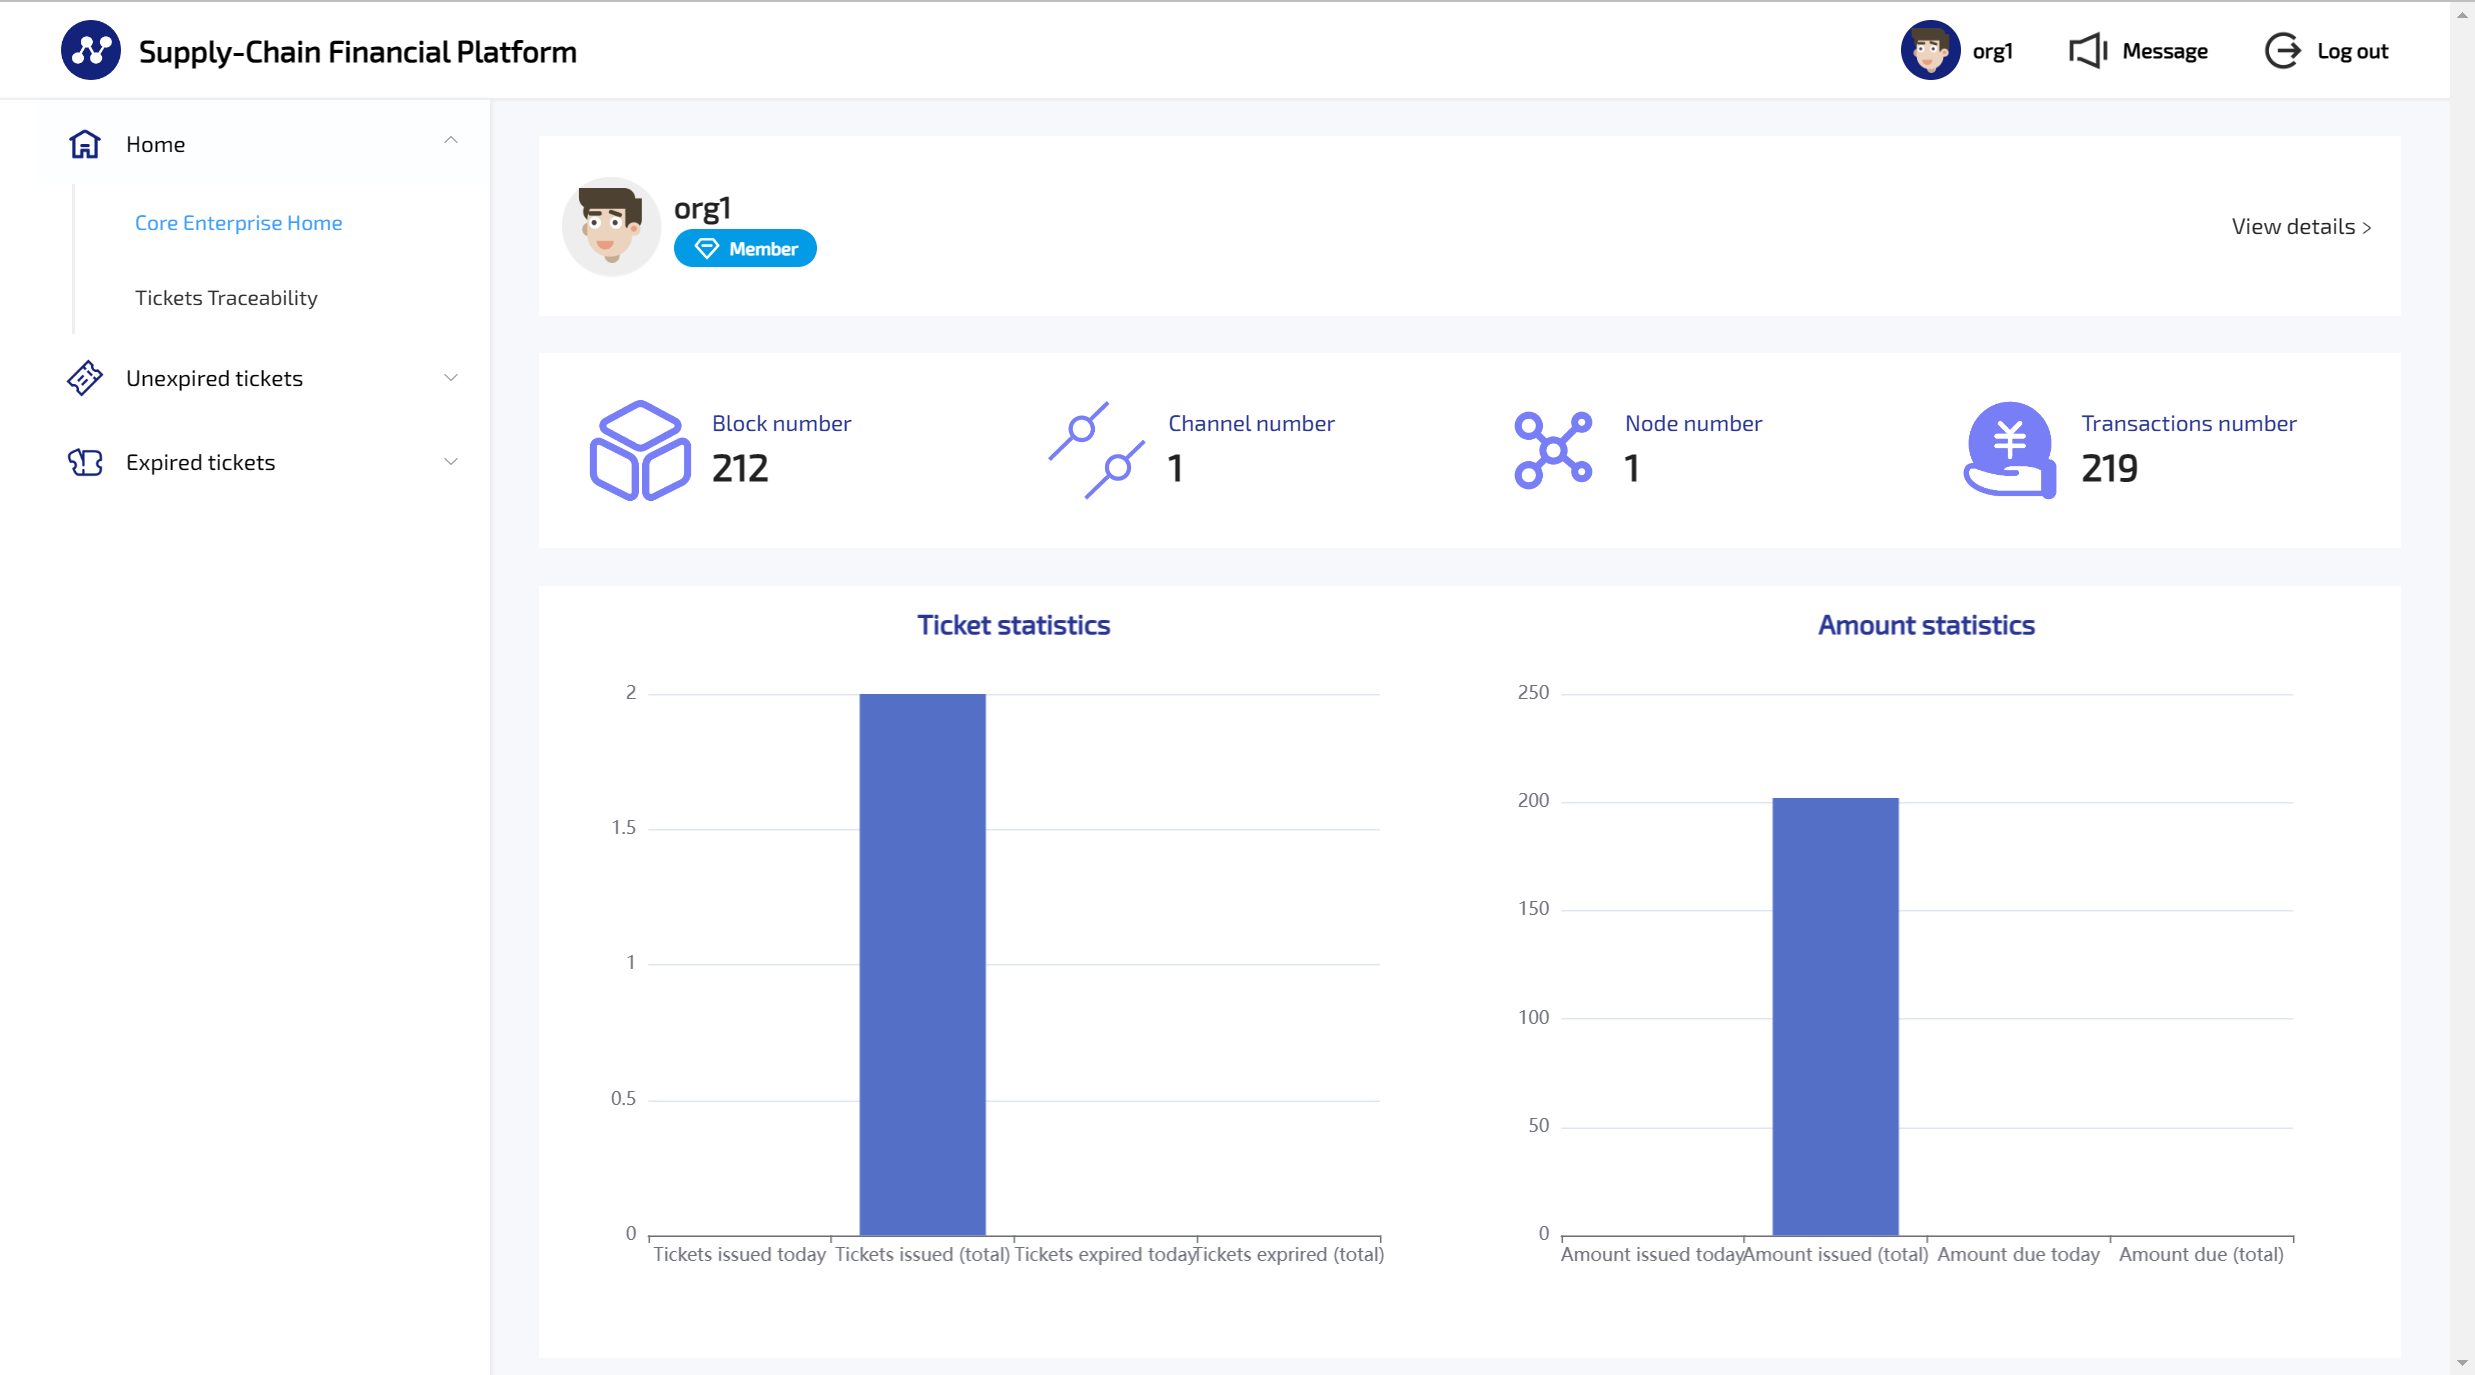 Supply-Chain Financial Platform
org1
Message
Log out
Home
Core Enterprise Home
Tickets Traceability
Unexpired tickets
Expired tickets
org1
Member
View details >
Block number
212
Channel number
1
Node number
1
Transactions number
219
Ticket statistics
2
1.5
1
0.5
0
Tickets issued today
Tickets issued (total)
Tickets expired today
Tickets exprired (total)
Amount statistics
250
200
150
100
50
0
Amount issued today
Amount issued (total)
Amount due today
Amount due (total)